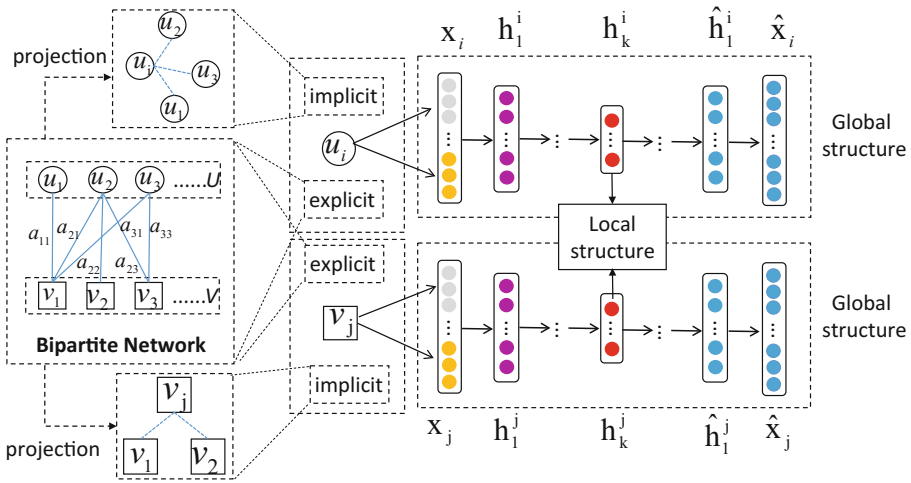 projection
u₂
uᵢ
u₃
u₁
implicit
uᵢ
explicit
u₁ u₂ u₃ ......U
a₁₁ a₂₁ a₃₁ a₃₃
a₂₂ a₂₃
v₁ v₂ v₃ ......V
Bipartite Network
explicit
vⱼ
implicit
projection
vⱼ
v₁ v₂
xᵢ h₁ⁱ hₖⁱ ĥ₁ⁱ x̂ᵢ
Global
structure
Local
structure
Global
structure
xⱼ h₁ʲ hₖʲ ĥ₁ʲ x̂ⱼ